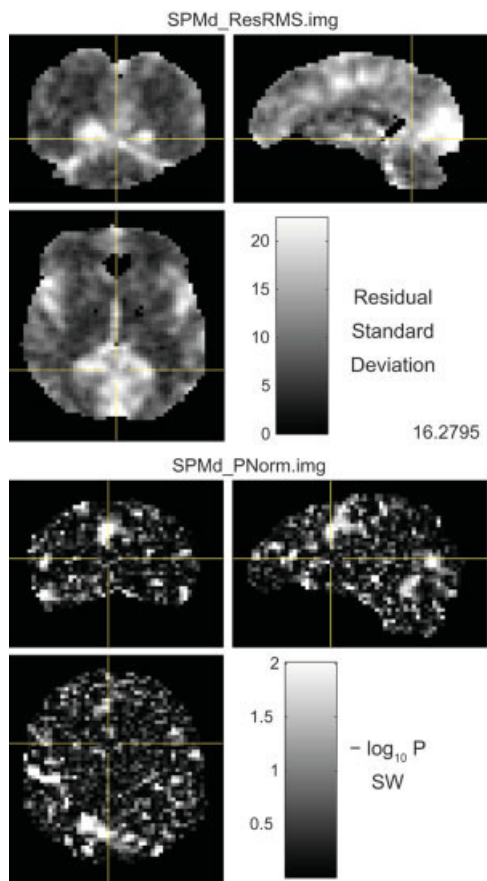 SPMd_ResRMS.img
20
15
10
5
0
Residual
Standard
Deviation
16.2795
SPMd_PNorm.img
2
1.5
1
0.5
− log₁₀ P
SW